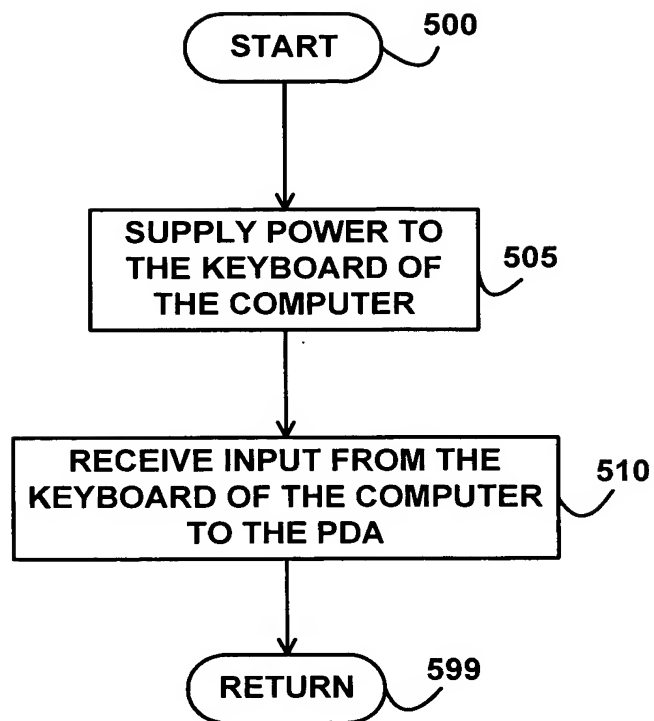 START
500
SUPPLY POWER TO
THE KEYBOARD OF
THE COMPUTER
505
RECEIVE INPUT FROM THE
KEYBOARD OF THE COMPUTER
TO THE PDA
510
RETURN
599